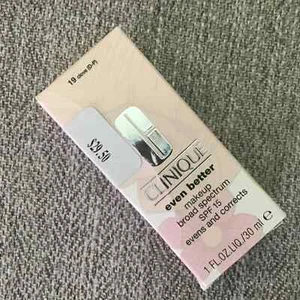 19 clove (D-P)
$29.50
CLINIQUE
even better
makeup
broad spectrum
SPF 15
evens and corrects
1 FL.OZ.LIQ./30 ml ℮